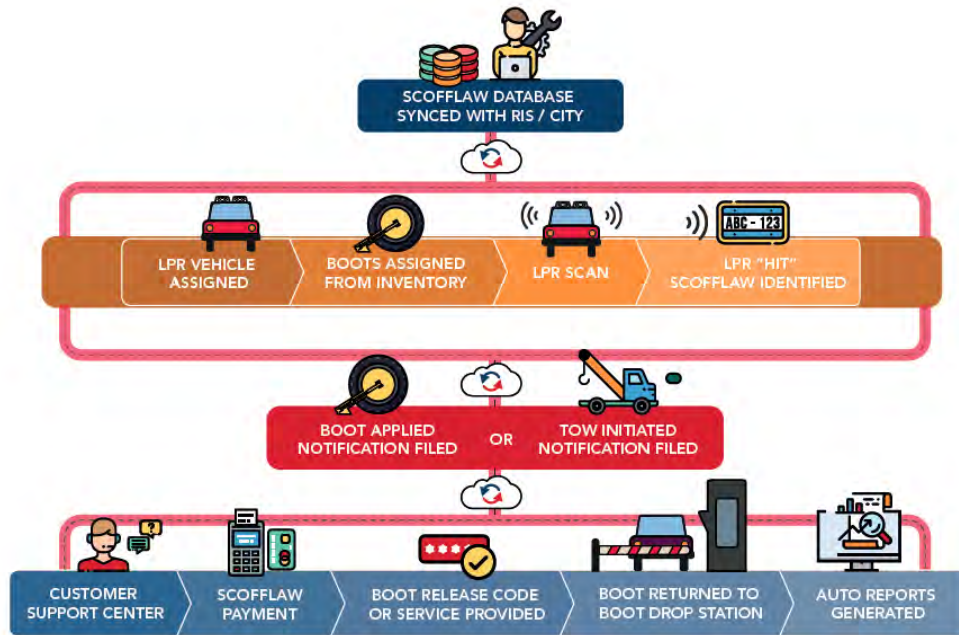 SCOFFLAW DATABASE
SYNCED WITH RIS / CITY
ABC - 123
LPR VEHICLE
ASSIGNED
BOOTS ASSIGNED
FROM INVENTORY
LPR SCAN
LPR "HIT"
SCOFFLAW IDENTIFIED
BOOT APPLIED
NOTIFICATION FILED
OR
TOW INITIATED
NOTIFICATION FILED
?
****
CUSTOMER
SUPPORT CENTER
SCOFFLAW
PAYMENT
BOOT RELEASE CODE
OR SERVICE PROVIDED
BOOT RETURNED TO
BOOT DROP STATION
AUTO REPORTS
GENERATED